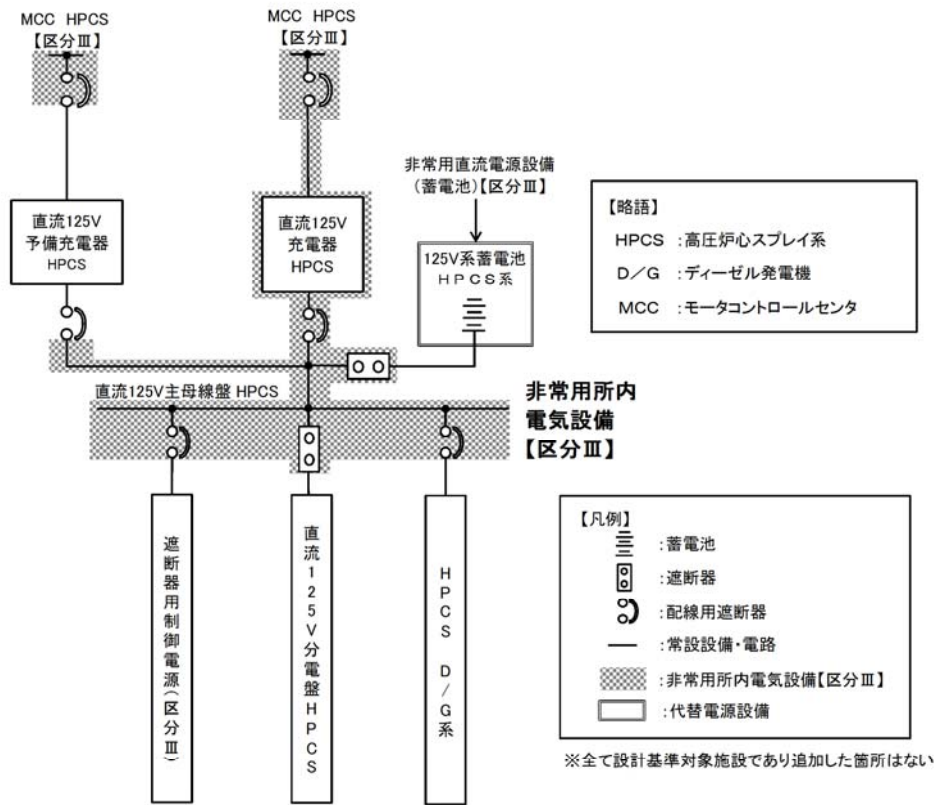 MCC HPCS
【区分Ⅲ】
MCC HPCS
【区分Ⅲ】
非常用直流電源設備
(蓄電池)【区分Ⅲ】
直流125V
予備充電器
HPCS
直流125V
充電器
HPCS
125V系蓄電池
HPCS系
【略語】
HPCS :高圧炉心スプレイ系
D/G :ディーゼル発電機
MCC :モータコントロールセンタ
直流125V主母線盤 HPCS
非常用所内
電気設備
【区分Ⅲ】
遮断器用制御電源(区分Ⅲ)
直流125V分電盤HPCS
HPCS D/G系
【凡例】
:蓄電池
:遮断器
:配線用遮断器
:常設設備・電路
:非常用所内電気設備【区分Ⅲ】
:代替電源設備
※全て設計基準対象施設であり追加した箇所はない